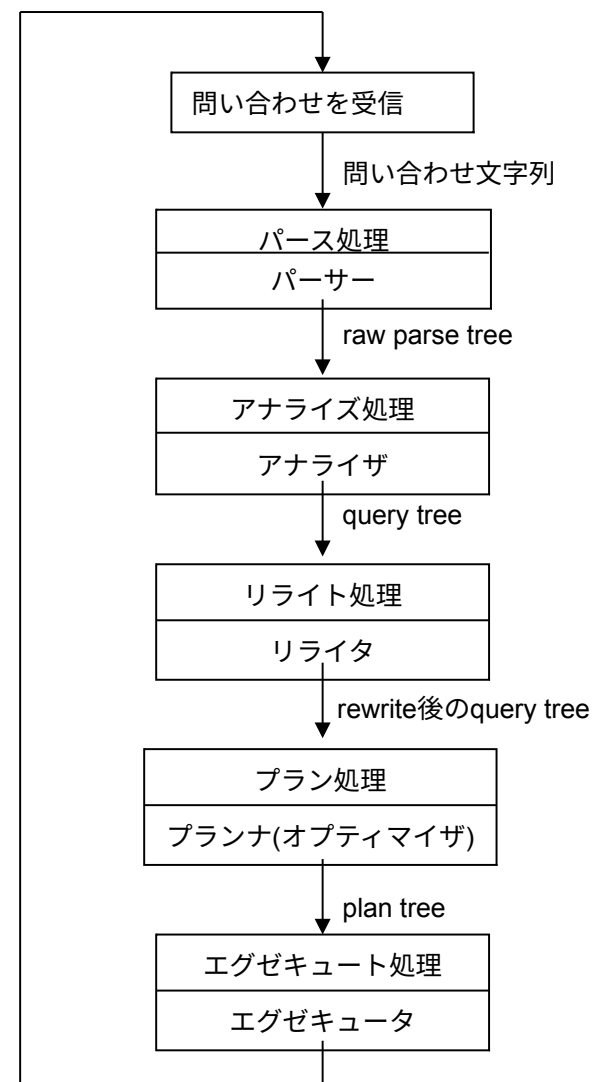 問い合わせを受信
問い合わせ文字列
パース処理
パーサー
raw parse tree
アナライズ処理
アナライザ
query tree
リライト処理
リライタ
rewrite後のquery tree
プラン処理
プランナ(オプティマイザ)
plan tree
エグゼキュート処理
エグゼキュータ